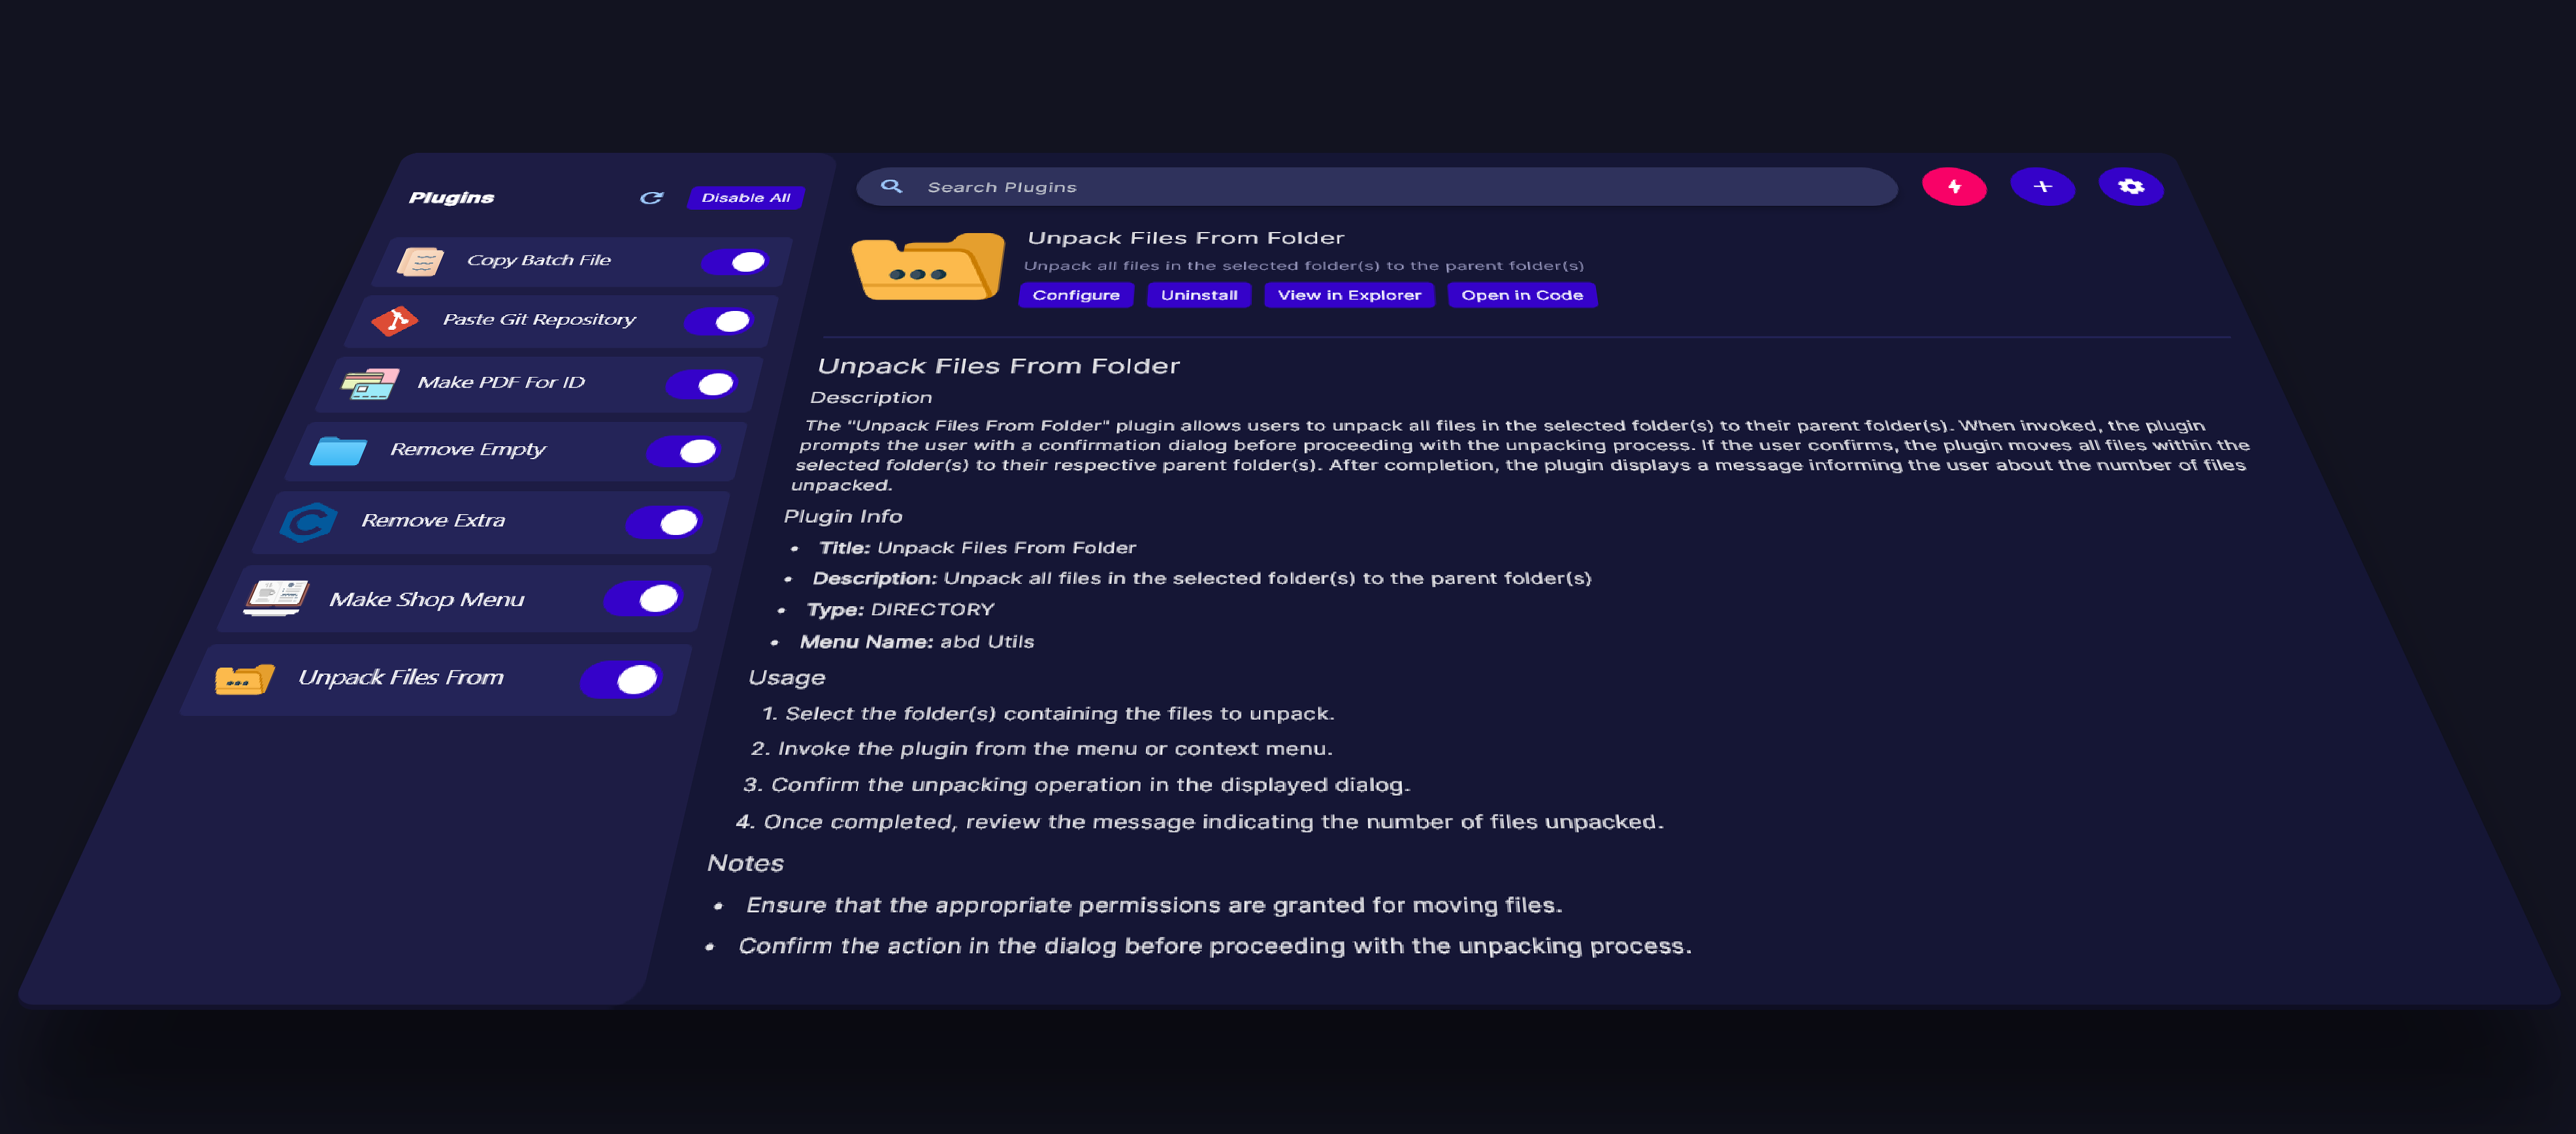 Plugins
Disable All
Copy Batch File
Paste Git Repository
Make PDF For ID
Remove Empty
Remove Extra
Make Shop Menu
Unpack Files From
Search Plugins
Unpack Files From Folder
Unpack all files in the selected folder(s) to the parent folder(s)
Configure
Uninstall
View in Explorer
Open in Code
Unpack Files From Folder
Description
The "Unpack Files From Folder" plugin allows users to unpack all files in the selected folder(s) to their parent folder(s). When invoked, the plugin
prompts the user with a confirmation dialog before proceeding with the unpacking process. If the user confirms, the plugin moves all files within the
selected folder(s) to their respective parent folder(s). After completion, the plugin displays a message informing the user about the number of files
unpacked.
Plugin Info
• Title: Unpack Files From Folder
• Description: Unpack all files in the selected folder(s) to the parent folder(s)
• Type: DIRECTORY
• Menu Name: abd Utils
Usage
1. Select the folder(s) containing the files to unpack.
2. Invoke the plugin from the menu or context menu.
3. Confirm the unpacking operation in the displayed dialog.
4. Once completed, review the message indicating the number of files unpacked.
Notes
• Ensure that the appropriate permissions are granted for moving files.
• Confirm the action in the dialog before proceeding with the unpacking process.